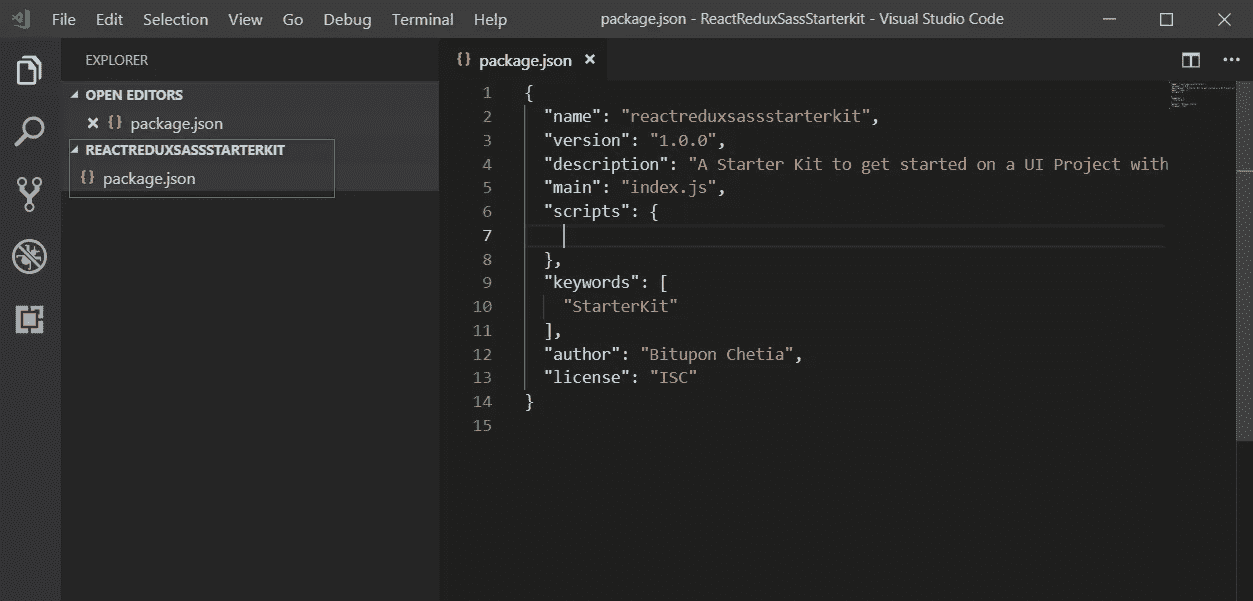 File Edit Selection View Go Debug Terminal Help package.json - ReactReduxSassStarterkit - Visual Studio Code
EXPLORER
OPEN EDITORS
package.json
REACTREDUXSASSSTARTERKIT
package.json
package.json
1 {
2 "name": "reactreduxsassstarterkit",
3 "version": "1.0.0",
4 "description": "A Starter Kit to get started on a UI Project with
5 "main": "index.js",
6 "scripts": {
7
8 },
9 "keywords": [
10 "StarterKit"
11 ],
12 "author": "Bitupon Chetia",
13 "license": "ISC"
14 }
15